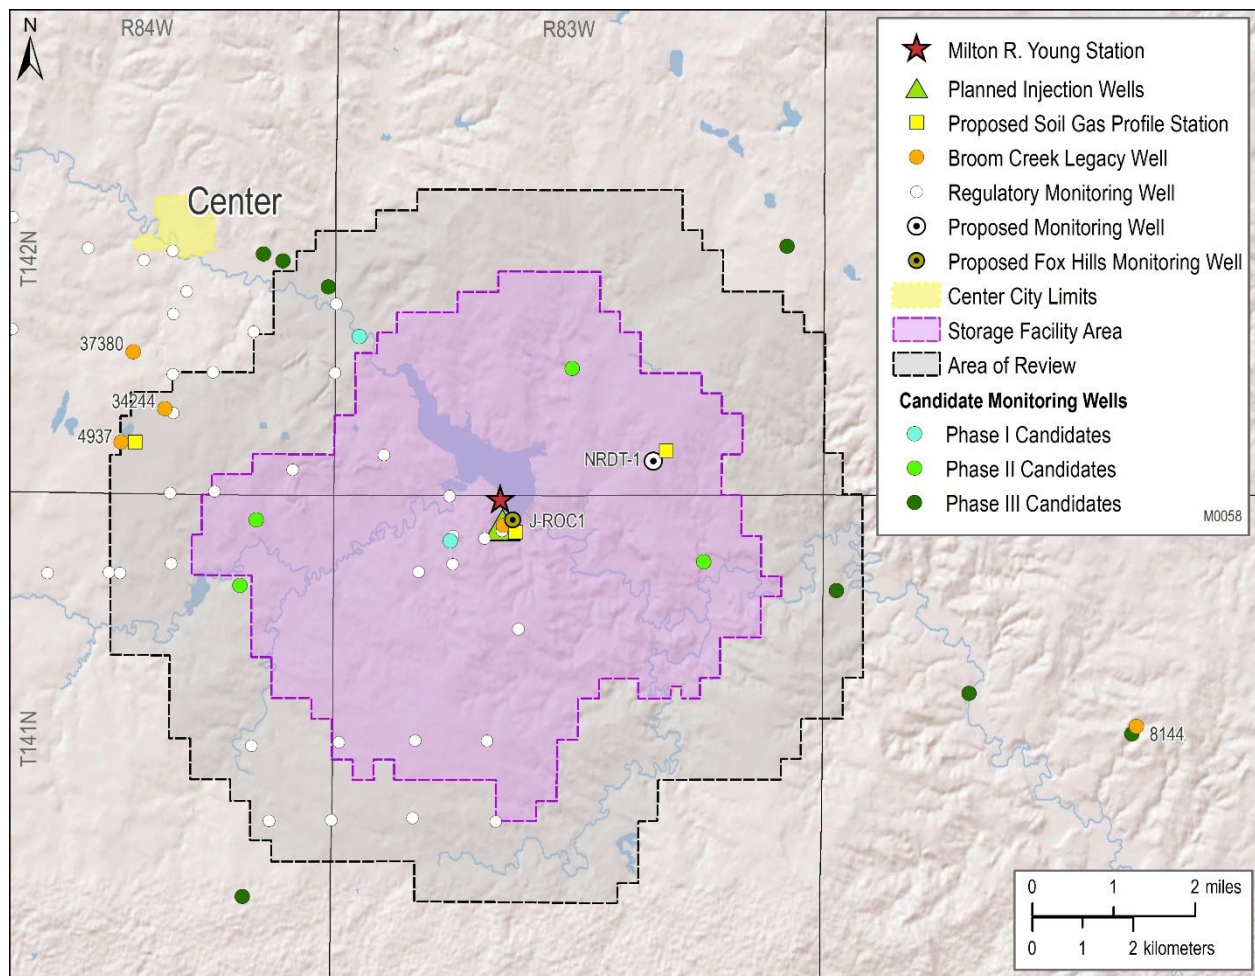 N
R84W
R83W
T142N
T141N
Center
37380
34244
4937
NRDT-1
J-ROC1
8144
Milton R. Young Station
Planned Injection Wells
Proposed Soil Gas Profile Station
Broom Creek Legacy Well
Regulatory Monitoring Well
Proposed Monitoring Well
Proposed Fox Hills Monitoring Well
Center City Limits
Storage Facility Area
Area of Review
Candidate Monitoring Wells
Phase I Candidates
Phase II Candidates
Phase III Candidates
M0058
0 1 2 miles
0 1 2 kilometers